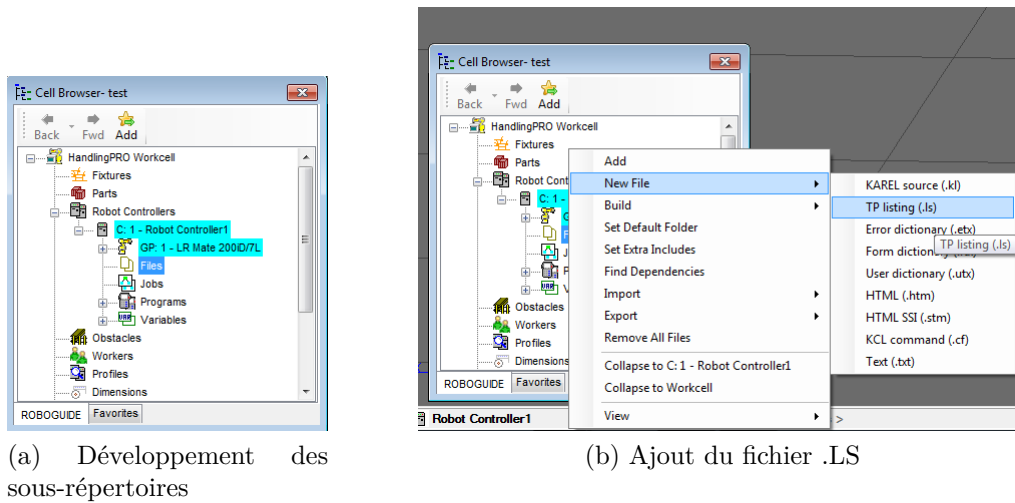 Cell Browser- test
Back
Fwd
Add
HandlingPRO Workcell
Fixtures
Parts
Robot Controllers
C: 1 - Robot Controller1
GP: 1 - LR Mate 200iD/7L
Files
Jobs
Programs
Variables
Obstacles
Workers
Profiles
Dimensions
ROBOGUIDE
Favorites
(a) Développement des
sous-répertoires
Cell Browser- test
Back
Fwd
Add
HandlingPRO Workcell
Fixtures
Parts
Robot Cont
C: 1 -
Obstacles
Workers
Profiles
Dimensions
ROBOGUIDE
Favorites
Robot Controller1
Add
New File
Build
Set Default Folder
Set Extra Includes
Find Dependencies
Import
Export
Remove All Files
Collapse to C: 1 - Robot Controller1
Collapse to Workcell
View
KAREL source (.kl)
TP listing (.ls)
Error dictionary (.etx)
Form
TP listing (.ls)
User dictionary (.utx)
HTML (.htm)
HTML SSI (.stm)
KCL command (.cf)
Text (.txt)
>
(b) Ajout du fichier .LS